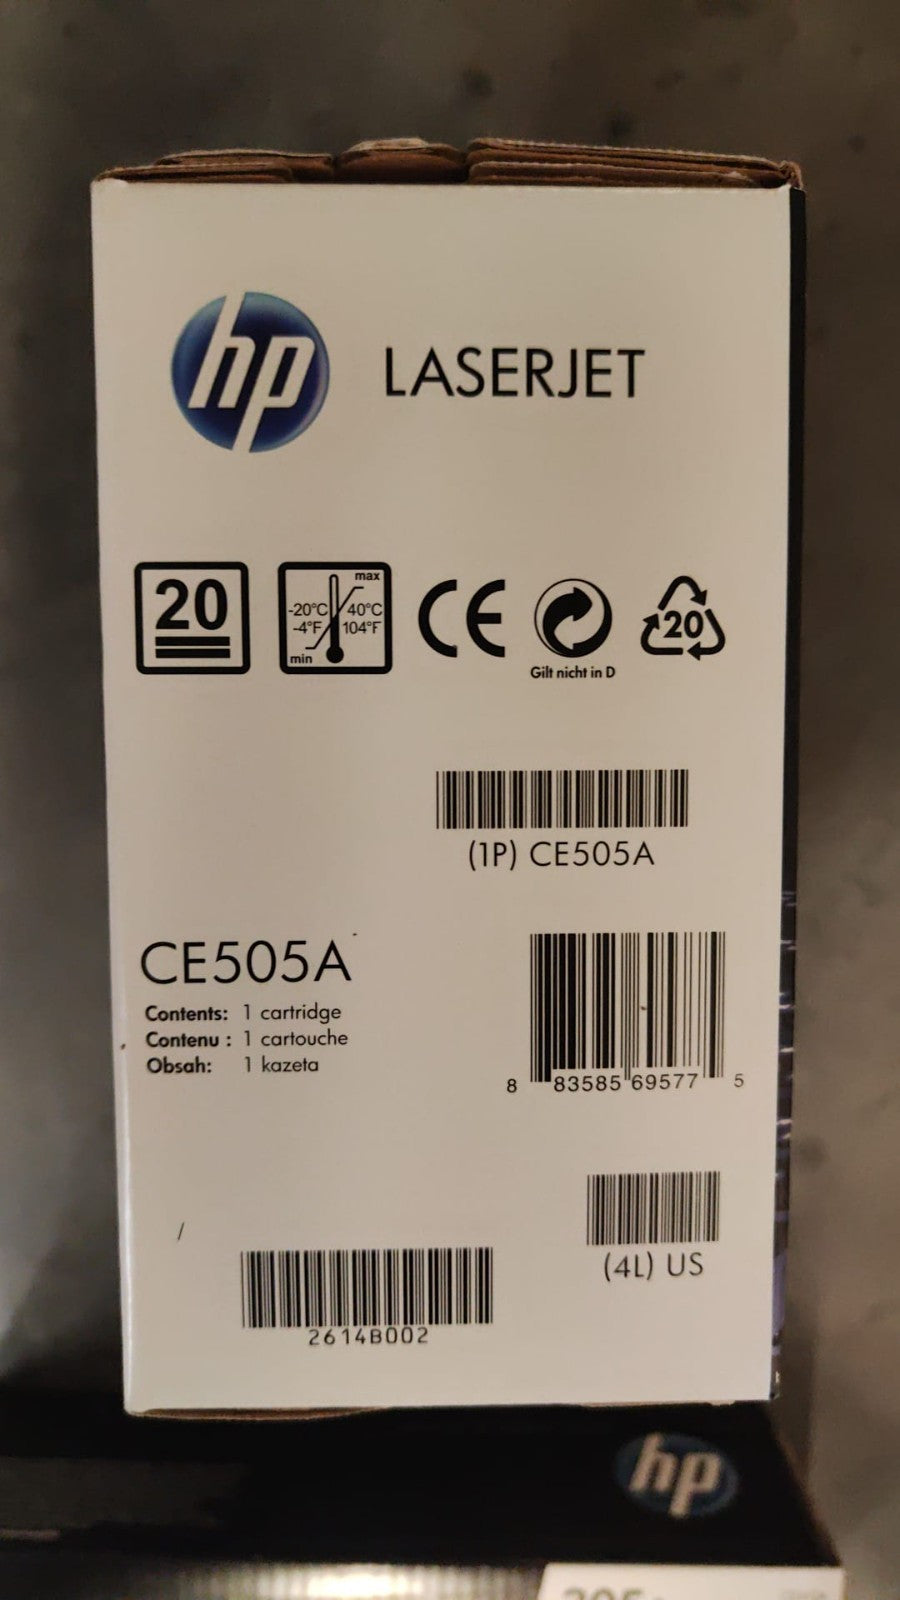 hp LASERJET
20
max
-20°C 40°C
-4°F 104°F
min
CE
Gilt nicht in D
20
(1P) CE505A
CE505A
Contents: 1 cartridge
Contenu : 1 cartouche
Obsah: 1 kazeta
8 83585 69577 5
(4L) US
/
2614B002
hp